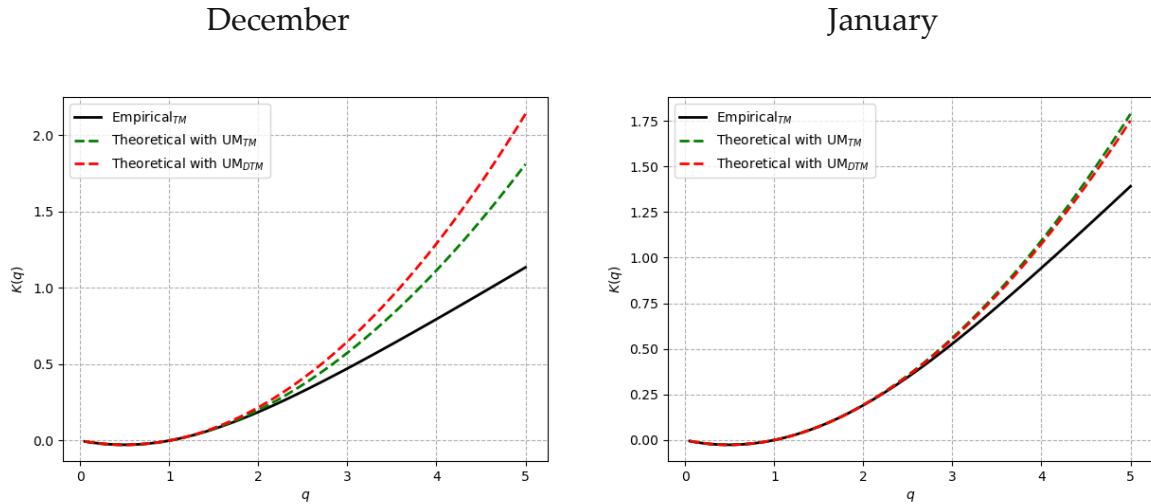 December
January
Empirical_TM
Theoretical with UM_TM
Theoretical with UM_DTM
K(q)
2.0
1.5
1.0
0.5
0.0
0 1 2 3 4 5
q
Empirical_TM
Theoretical with UM_TM
Theoretical with UM_DTM
K(q)
1.75
1.50
1.25
1.00
0.75
0.50
0.25
0.00
0 1 2 3 4 5
q